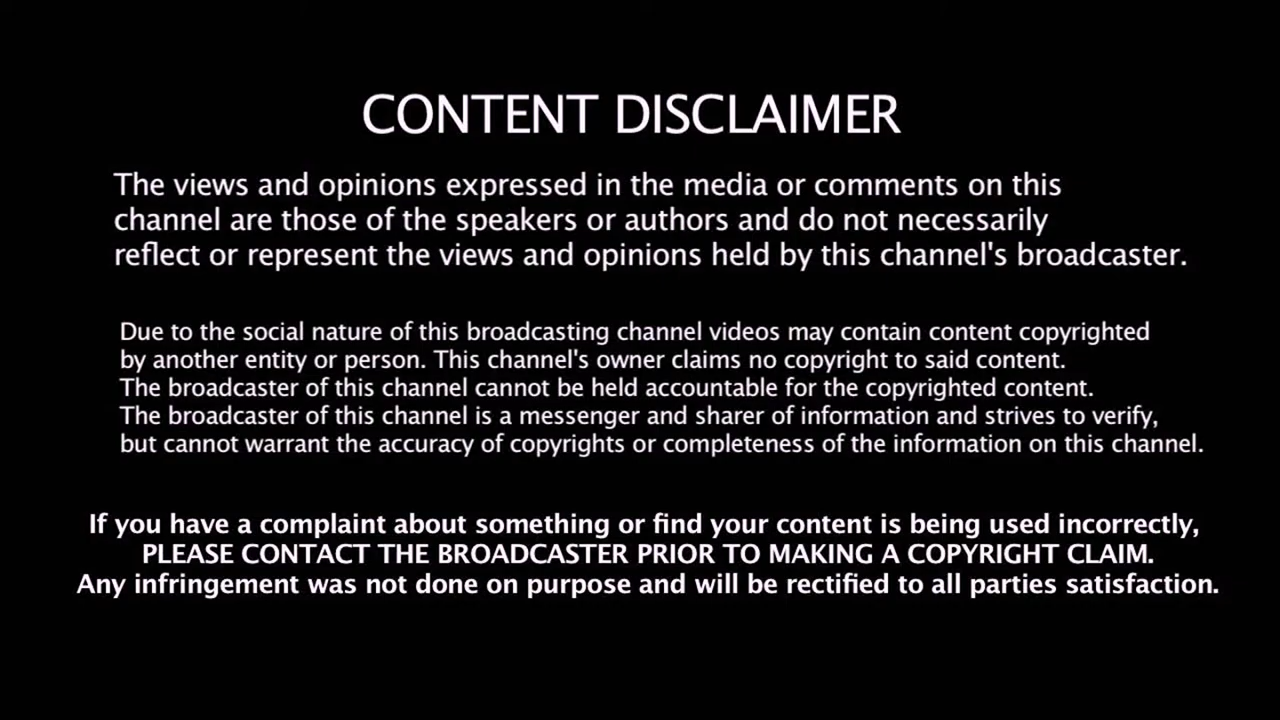 CONTENT DISCLAIMER
The views and opinions expressed in the media or comments on this
channel are those of the speakers or authors and do not necessarily
reflect or represent the views and opinions held by this channel's broadcaster.
Due to the social nature of this broadcasting channel videos may contain content copyrighted
by another entity or person. This channel's owner claims no copyright to said content.
The broadcaster of this channel cannot be held accountable for the copyrighted content.
The broadcaster of this channel is a messenger and sharer of information and strives to verify,
but cannot warrant the accuracy of copyrights or completeness of the information on this channel.
If you have a complaint about something or find your content is being used incorrectly,
PLEASE CONTACT THE BROADCASTER PRIOR TO MAKING A COPYRIGHT CLAIM.
Any infringement was not done on purpose and will be rectified to all parties satisfaction.